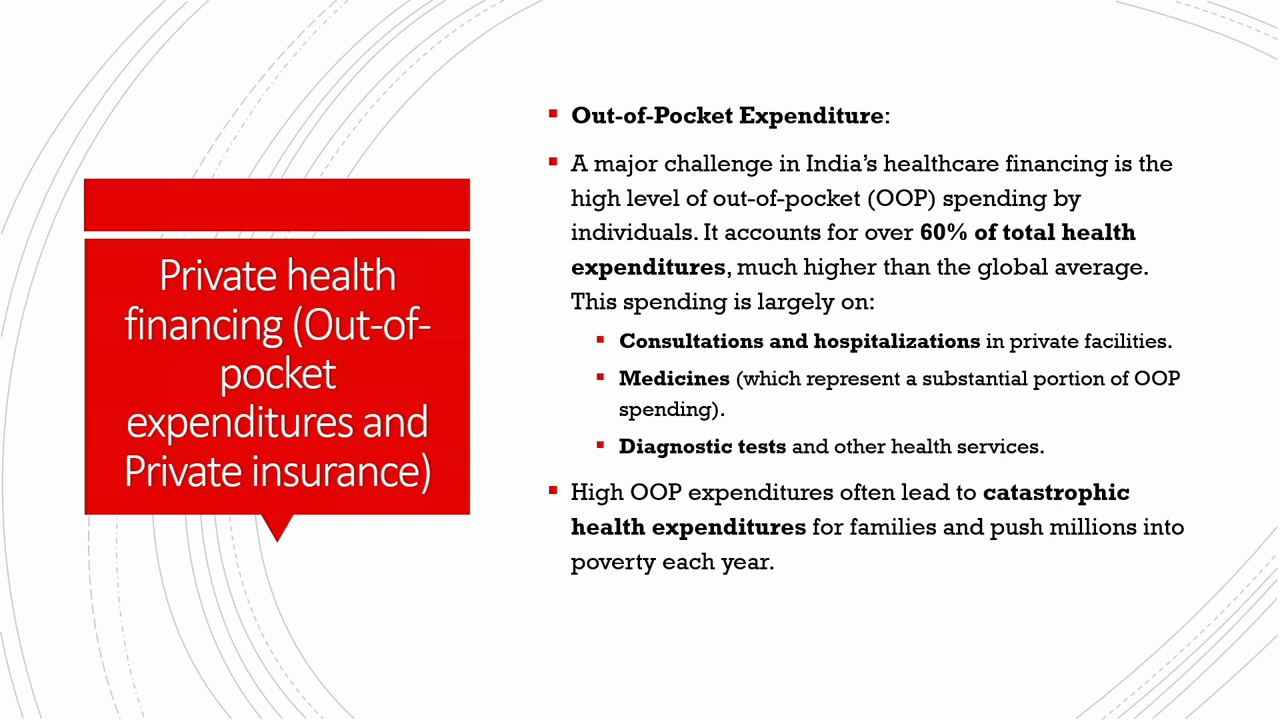 Private health
financing (Out-of-
pocket
expenditures and
Private insurance)
Out-of-Pocket Expenditure:
A major challenge in India’s healthcare financing is the
high level of out-of-pocket (OOP) spending by
individuals. It accounts for over 60% of total health
expenditures, much higher than the global average.
This spending is largely on:
Consultations and hospitalizations in private facilities.
Medicines (which represent a substantial portion of OOP
spending).
Diagnostic tests and other health services.
High OOP expenditures often lead to catastrophic
health expenditures for families and push millions into
poverty each year.